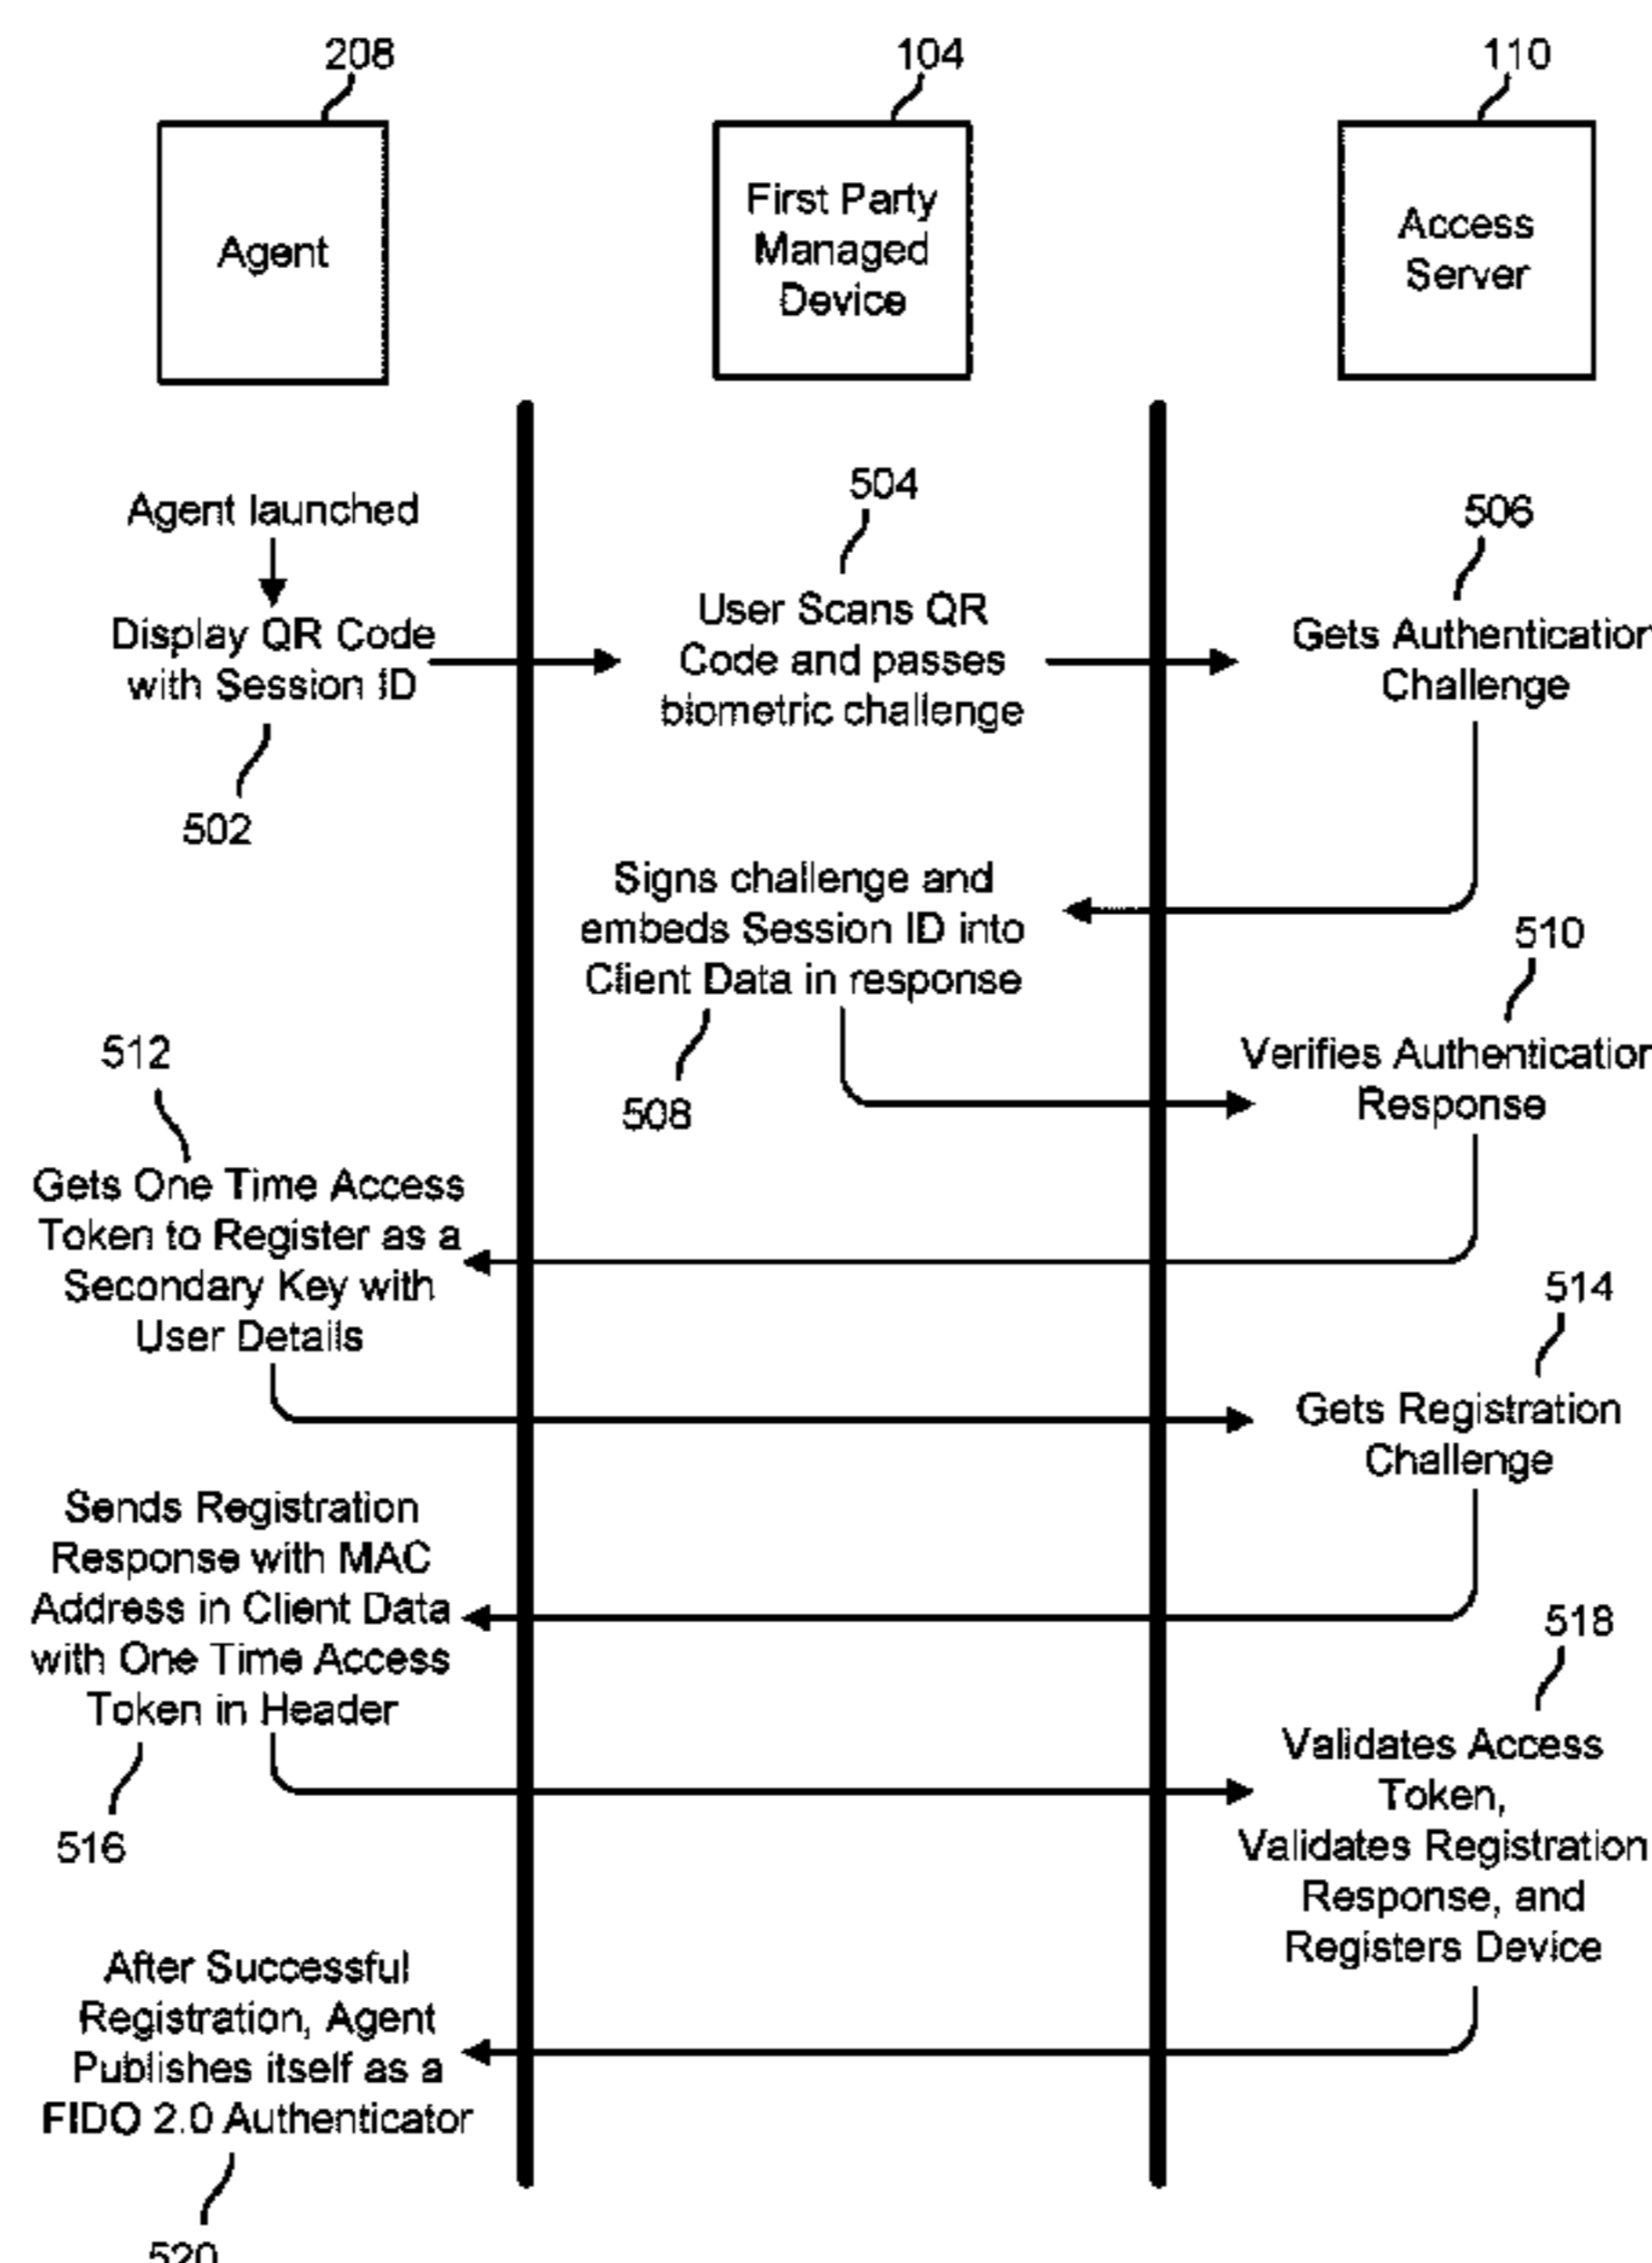 208
104
110
Agent
First Party
Managed
Device
Access
Server
Agent launched
Display QR Code
with Session ID
502
504
User Scans QR
Code and passes
biometric challenge
506
Gets Authentication
Challenge
Signs challenge and
embeds Session ID into
Client Data in response
508
510
Verifies Authentication
Response
512
Gets One Time Access
Token to Register as a
Secondary Key with
User Details
514
Gets Registration
Challenge
Sends Registration
Response with MAC
Address in Client Data
with One Time Access
Token in Header
516
518
Validates Access
Token,
Validates Registration
Response, and
Registers Device
After Successful
Registration, Agent
Publishes itself as a
FIDO 2.0 Authenticator
520